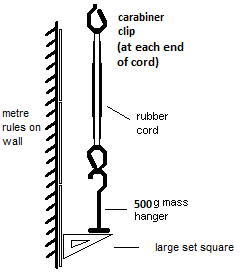 carabiner
clip
(at each end
of cord)
metre
rules on
wall
rubber
cord
500g mass
hanger
large set square